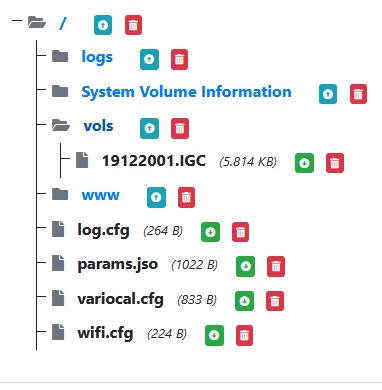 /
logs
System Volume Information
vols
19122001.IGC (5.814 KB)
www
log.cfg (264 B)
params.jso (1022 B)
variocal.cfg (833 B)
wifi.cfg (224 B)